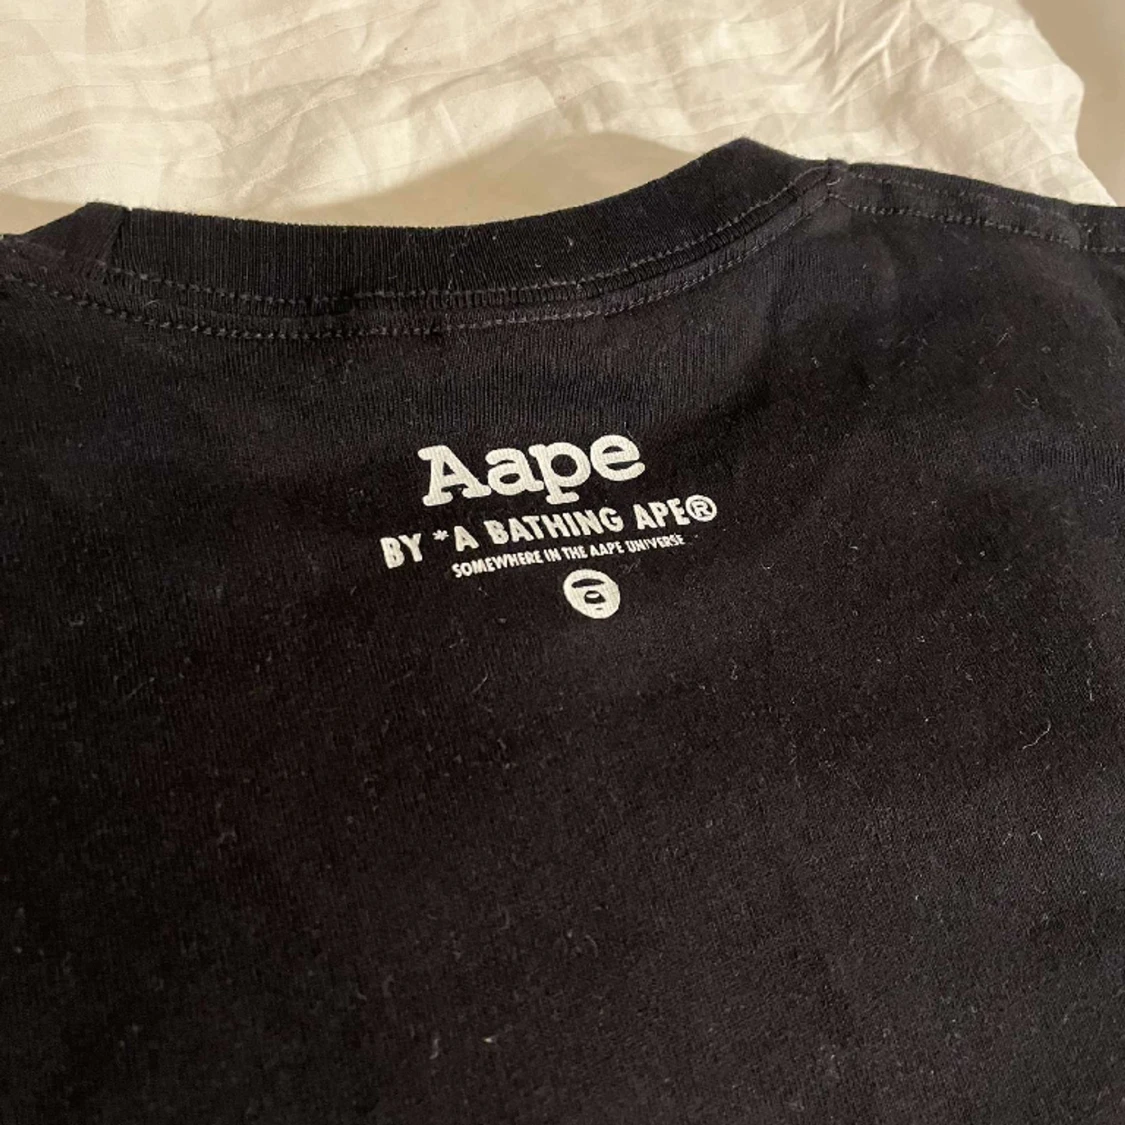 Aape
BY *A BATHING APE®
SOMEWHERE IN THE AAPE UNIVERSE